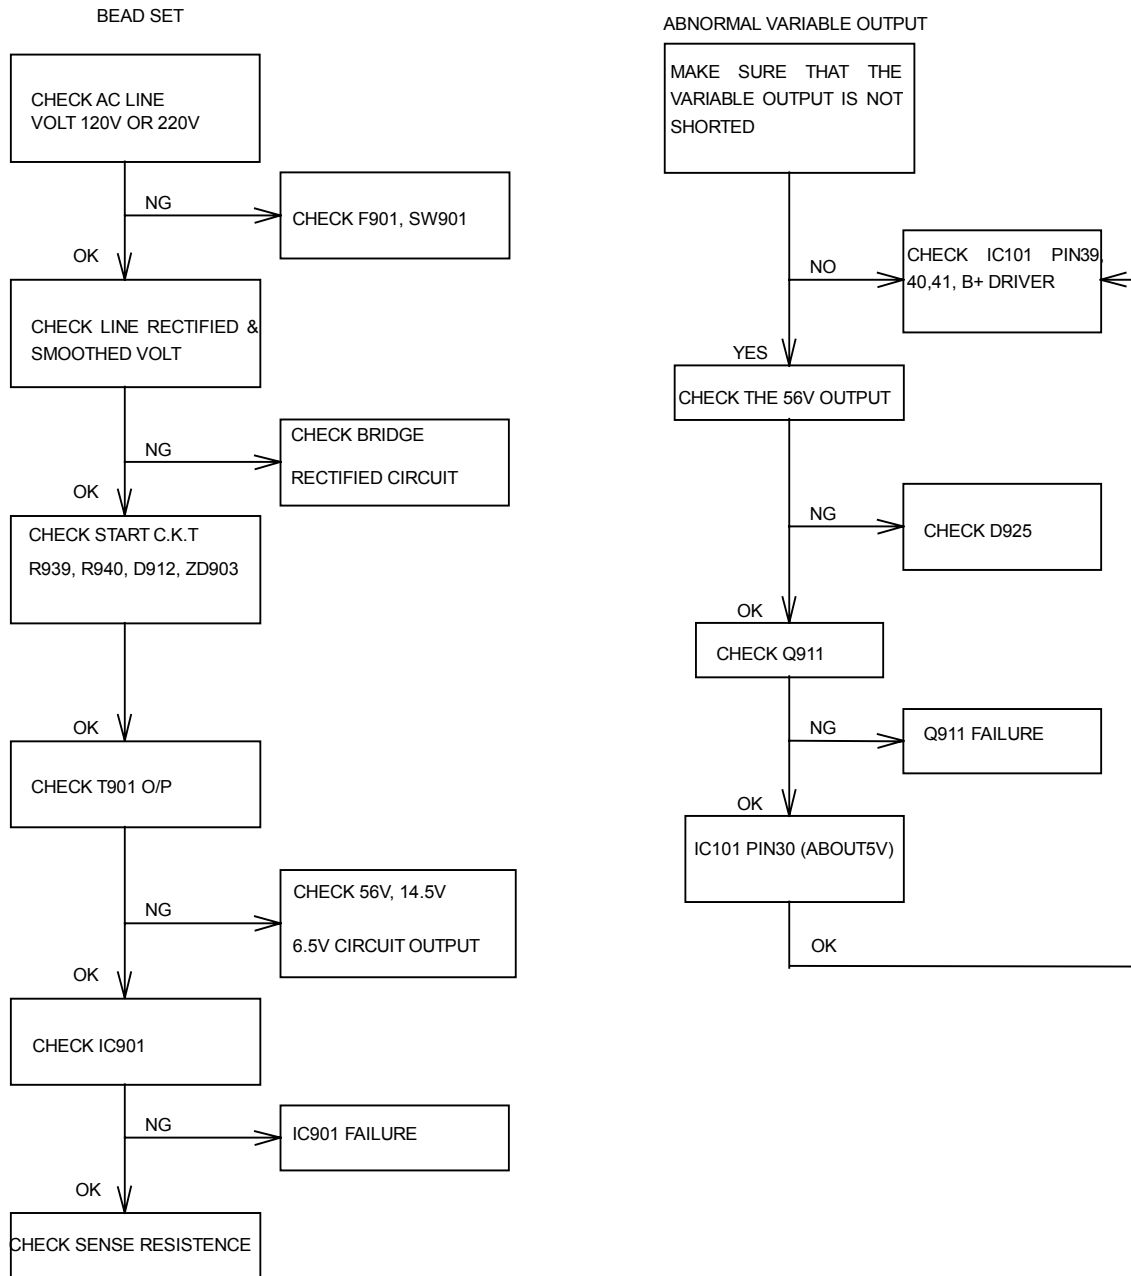 BEAD SET
CHECK AC LINE
VOLT 120V OR 220V
NG
CHECK F901, SW901
OK
CHECK LINE RECTIFIED &
SMOOTHED VOLT
NG
CHECK BRIDGE
RECTIFIED CIRCUIT
OK
CHECK START C.K.T
R939, R940, D912, ZD903
OK
CHECK T901 O/P
NG
CHECK 56V, 14.5V
6.5V CIRCUIT OUTPUT
OK
CHECK IC901
NG
IC901 FAILURE
OK
CHECK SENSE RESISTENCE
ABNORMAL VARIABLE OUTPUT
MAKE SURE THAT THE
VARIABLE OUTPUT IS NOT
SHORTED
NO
CHECK IC101 PIN39,
40,41, B+ DRIVER
YES
CHECK THE 56V OUTPUT
NG
CHECK D925
OK
CHECK Q911
NG
Q911 FAILURE
OK
IC101 PIN30 (ABOUT5V)
OK